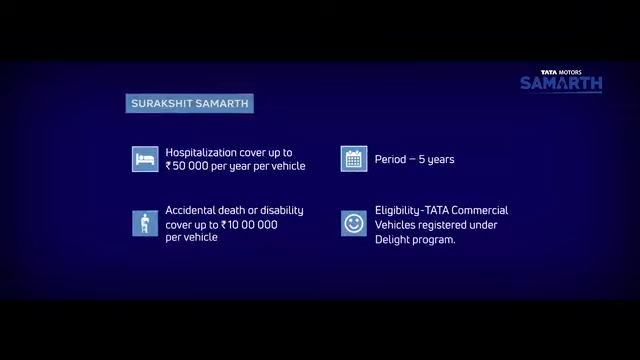 TATA MOTORS
SAMARTH
SURAKSHIT SAMARTH
Hospitalization cover up to
₹50 000 per year per vehicle
Period – 5 years
Accidental death or disability
cover up to ₹10 00 000
per vehicle
Eligibility-TATA Commercial
Vehicles registered under
Delight program.